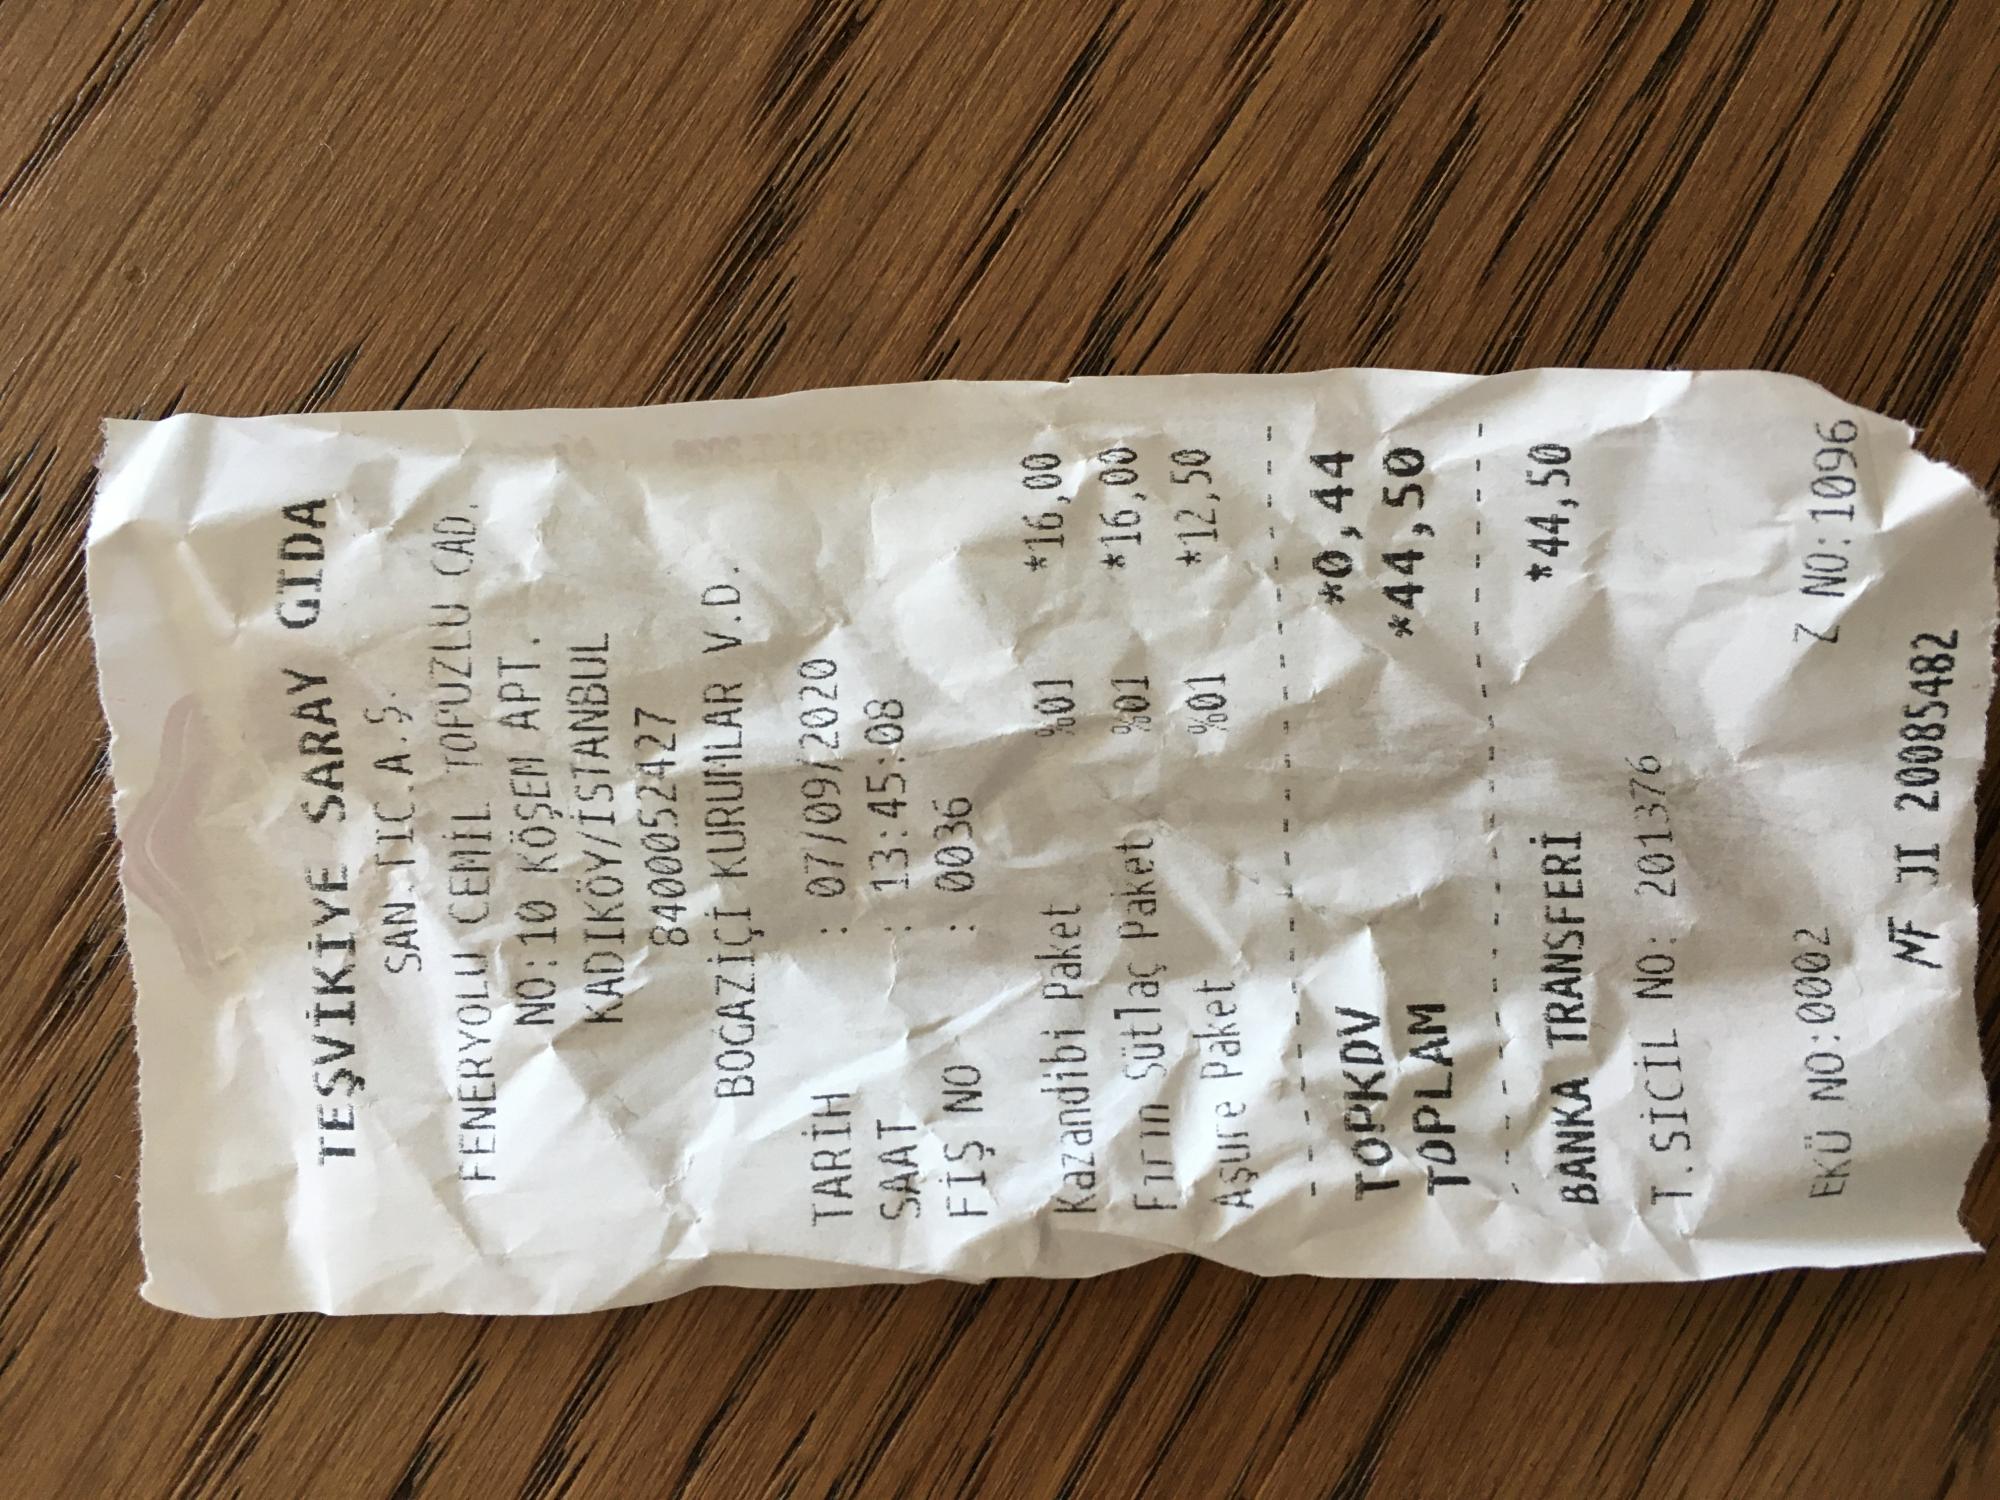 TEŞVİKİYE SARAY GIDA
SAN.TIC.A.Ş.
FENERYOLU CEMİL TOPUZLU CAD.
NO:10 KÖŞEM APT.
KADIKÖY/İSTANBUL
8400052427
BOĞAZİÇİ KURUMLAR V.D.
TARİH : 07/09/2020
SAAT : 13:45:08
FİŞ NO : 0036
Kazandibi Paket %01 *16,00
Fırın Sütlaç Paket %01 *16,00
Aşure Paket %01 *12,50
TOPKDV *0,44
TOPLAM *44,50
BANKA TRANSFERİ *44,50
T.SİCİL NO: 201376
EKÜ NO:0002 Z NO:1096
MF JI 20085482